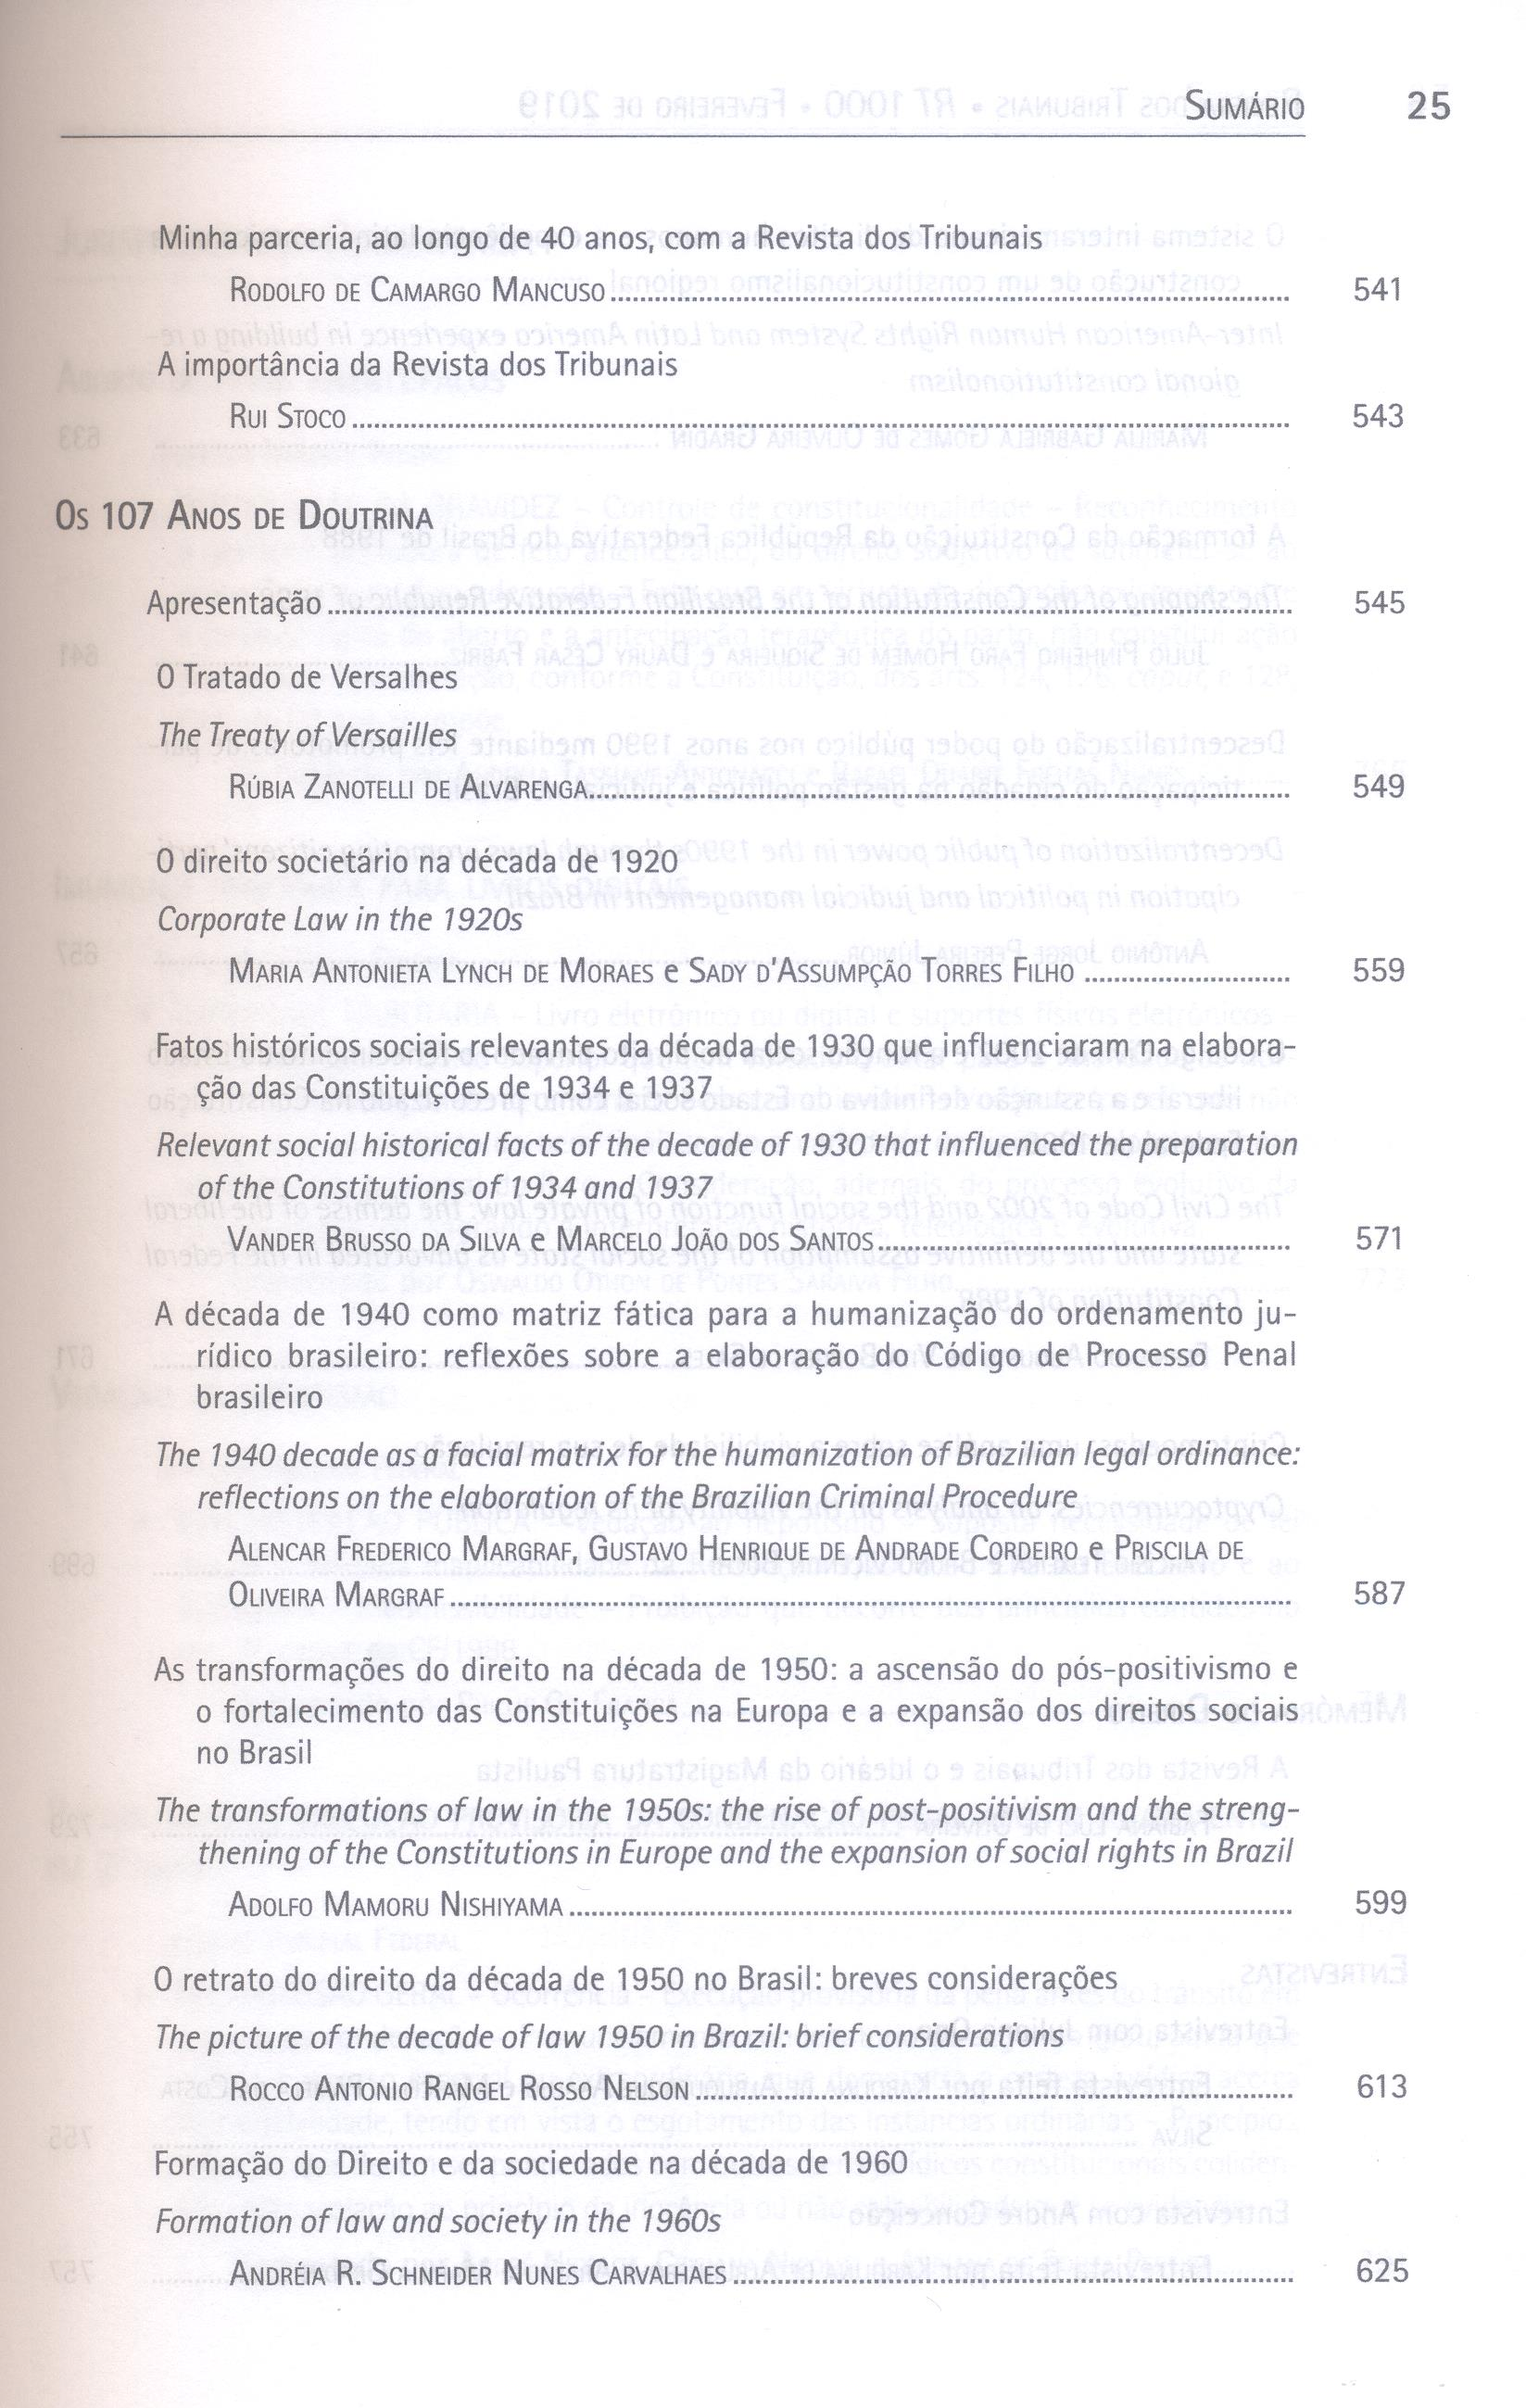 SUMÁRIO 25
Minha parceria, ao longo de 40 anos, com a Revista dos Tribunais
RODOLFO DE CAMARGO MANCUSO 541
A importância da Revista dos Tribunais
RUI STOCO 543
OS 107 ANOS DE DOUTRINA
Apresentação 545
O Tratado de Versalhes
The Treaty of Versailles
RÚBIA ZANOTELLI DE ALVARENGA 549
O direito societário na década de 1920
Corporate Law in the 1920s
MARIA ANTONIETA LYNCH DE MORAES e SADY D'ASSUMPÇÃO TORRES FILHO 559
Fatos históricos sociais relevantes da década de 1930 que influenciaram na elabora-
ção das Constituições de 1934 e 1937
Relevant social historical facts of the decade of 1930 that influenced the preparation
of the Constitutions of 1934 and 1937
VANDER BRUSSO DA SILVA e MARCELO JOÃO DOS SANTOS 571
A década de 1940 como matriz fática para a humanização do ordenamento ju-
rídico brasileiro: reflexões sobre a elaboração do Código de Processo Penal
brasileiro
The 1940 decade as a facial matrix for the humanization of Brazilian legal ordinance:
reflections on the elaboration of the Brazilian Criminal Procedure
ALENCAR FREDERICO MARGRAF, GUSTAVO HENRIQUE DE ANDRADE CORDEIRO e PRISCILA DE
OLIVEIRA MARGRAF 587
As transformações do direito na década de 1950: a ascensão do pós-positivismo e
o fortalecimento das Constituições na Europa e a expansão dos direitos sociais
no Brasil
The transformations of law in the 1950s: the rise of post-positivism and the streng-
thening of the Constitutions in Europe and the expansion of social rights in Brazil
ADOLFO MAMORU NISHIYAMA 599
O retrato do direito da década de 1950 no Brasil: breves considerações
The picture of the decade of law 1950 in Brazil: brief considerations
ROCCO ANTONIO RANGEL ROSSO NELSON 613
Formação do Direito e da sociedade na década de 1960
Formation of law and society in the 1960s
ANDRÉIA R. SCHNEIDER NUNES CARVALHAES 625